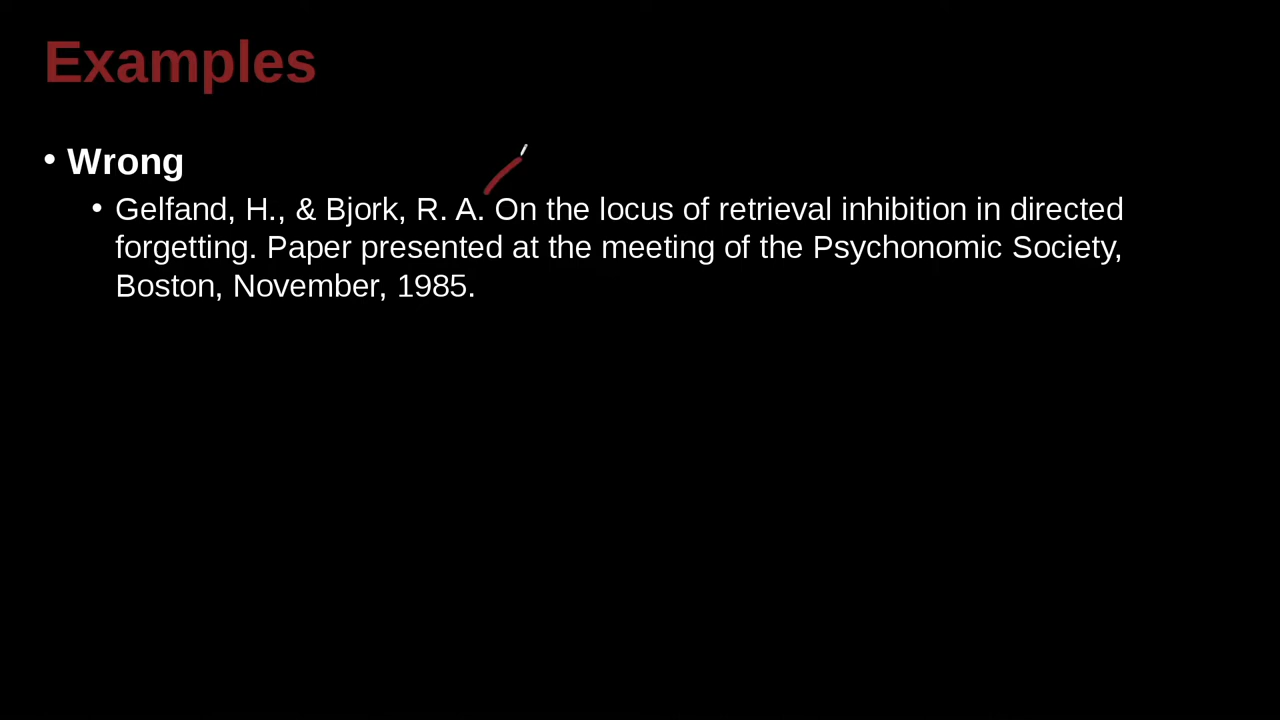 Examples
• Wrong
• Gelfand, H., & Bjork, R. A. On the locus of retrieval inhibition in directed
forgetting. Paper presented at the meeting of the Psychonomic Society,
Boston, November, 1985.